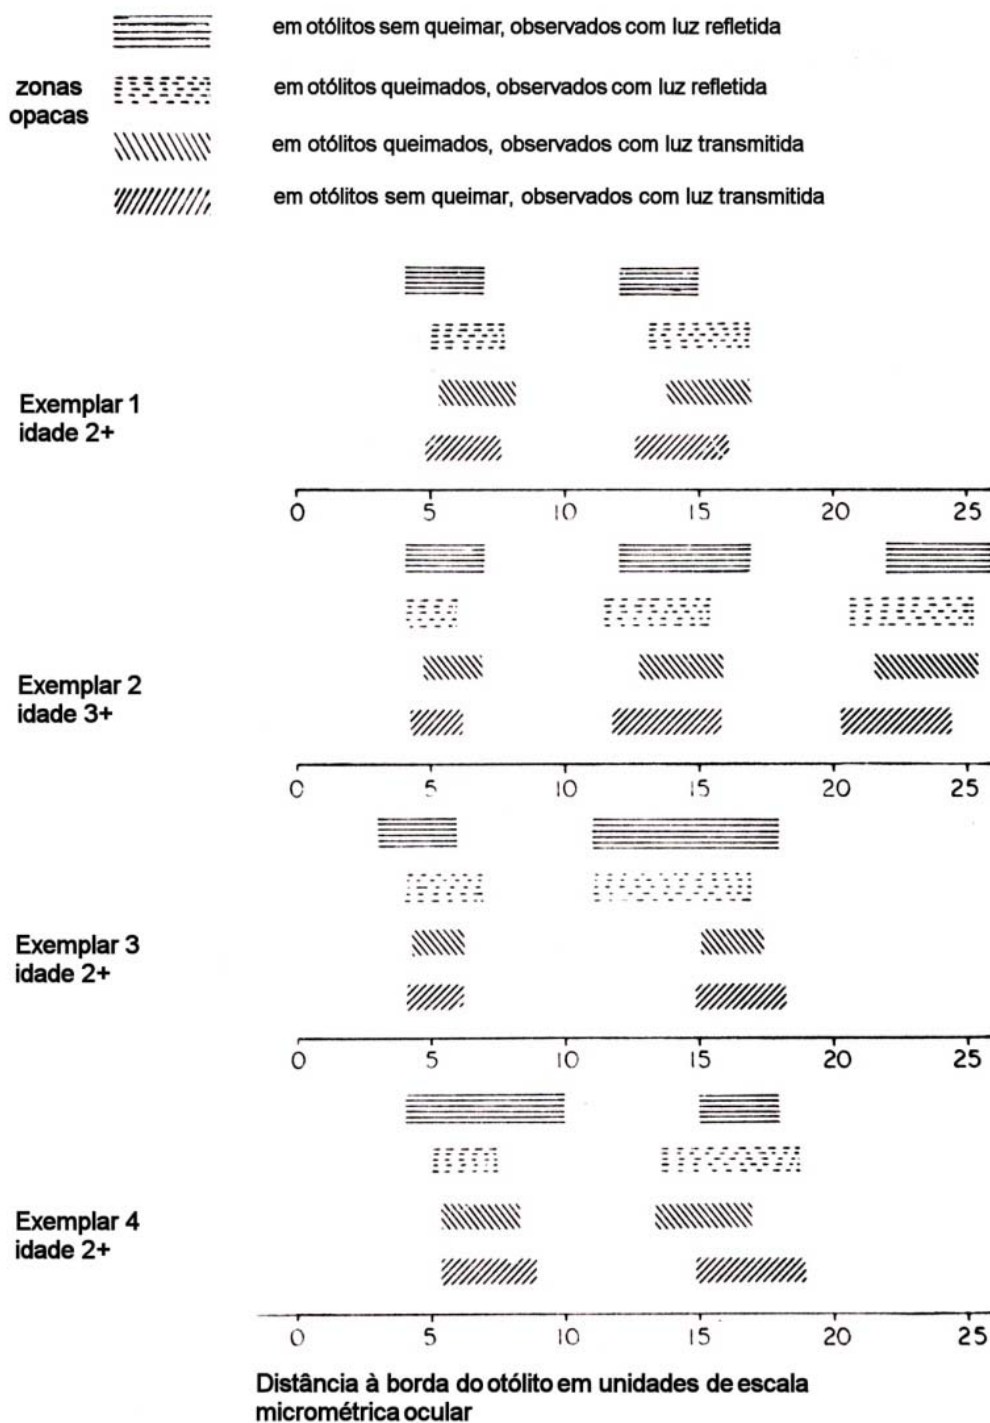 em otólitos sem queimar, observados com luz refletida
zonas
opacas
em otólitos queimados, observados com luz refletida
em otólitos queimados, observados com luz transmitida
em otólitos sem queimar, observados com luz transmitida
Exemplar 1
idade 2+
0 5 10 15 20 25
Exemplar 2
idade 3+
0 5 10 15 20 25
Exemplar 3
idade 2+
0 5 10 15 20 25
Exemplar 4
idade 2+
0 5 10 15 20 25
Distância à borda do otólito em unidades de escala
micrométrica ocular